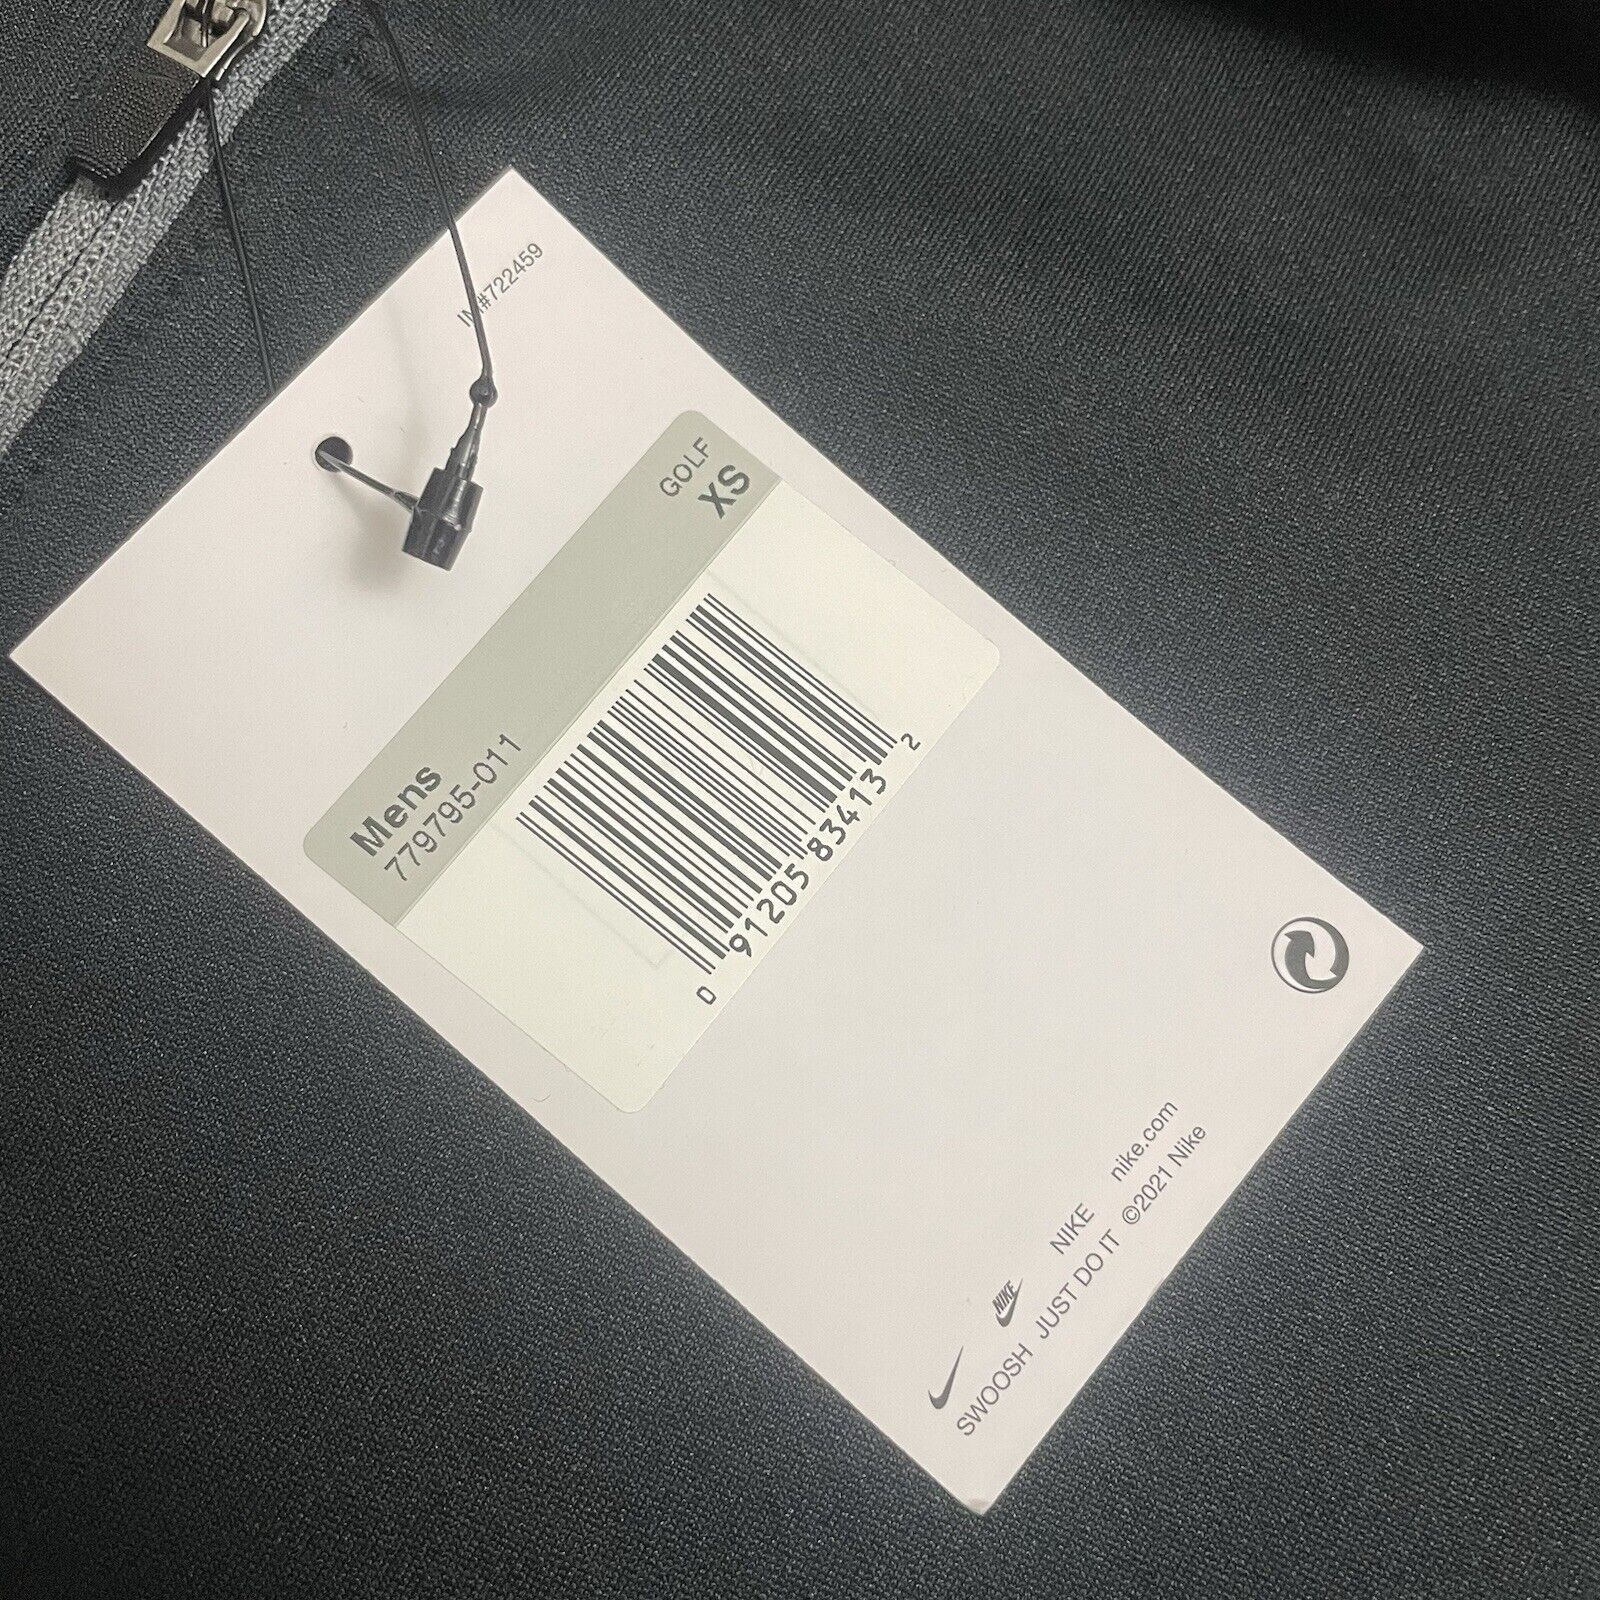 IM#722459
GOLF
XS
Mens
779795-011
0 91205 83413 2
NIKE NIKE nike.com
SWOOSH JUST DO IT ©2021 Nike